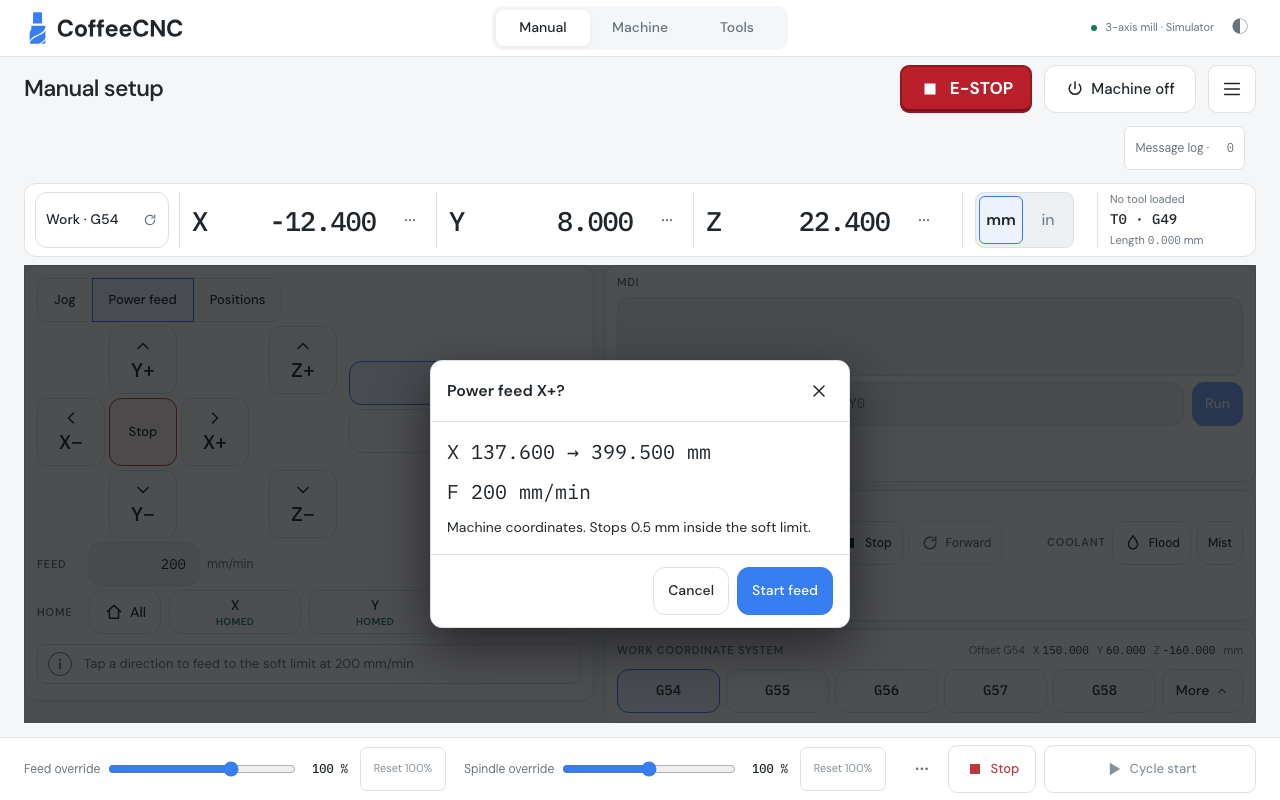 CoffeeCNC
Manual
Machine
Tools
3-axis mill · Simulator
Manual setup
E-STOP
Machine off
Message log · 0
Work · G54
X -12.400 ···
Y 8.000 ···
Z 22.400 ···
mm
in
No tool loaded
T0 · G49
Length 0.000 mm
Jog
Power feed
Positions
Y+
Z+
X−
Stop
X+
Y−
Z−
FEED 200 mm/min
HOME
All
X
HOMED
Y
HOMED
i Tap a direction to feed to the soft limit at 200 mm/min
MDI
Y0
Run
Stop
Forward
COOLANT
Flood
Mist
WORK COORDINATE SYSTEM
Offset G54 X 150.000 Y 60.000 Z -160.000 mm
G54
G55
G56
G57
G58
More
Power feed X+?
X 137.600 → 399.500 mm
F 200 mm/min
Machine coordinates. Stops 0.5 mm inside the soft limit.
Cancel
Start feed
Feed override 100 %
Reset 100%
Spindle override 100 %
Reset 100%
···
Stop
Cycle start